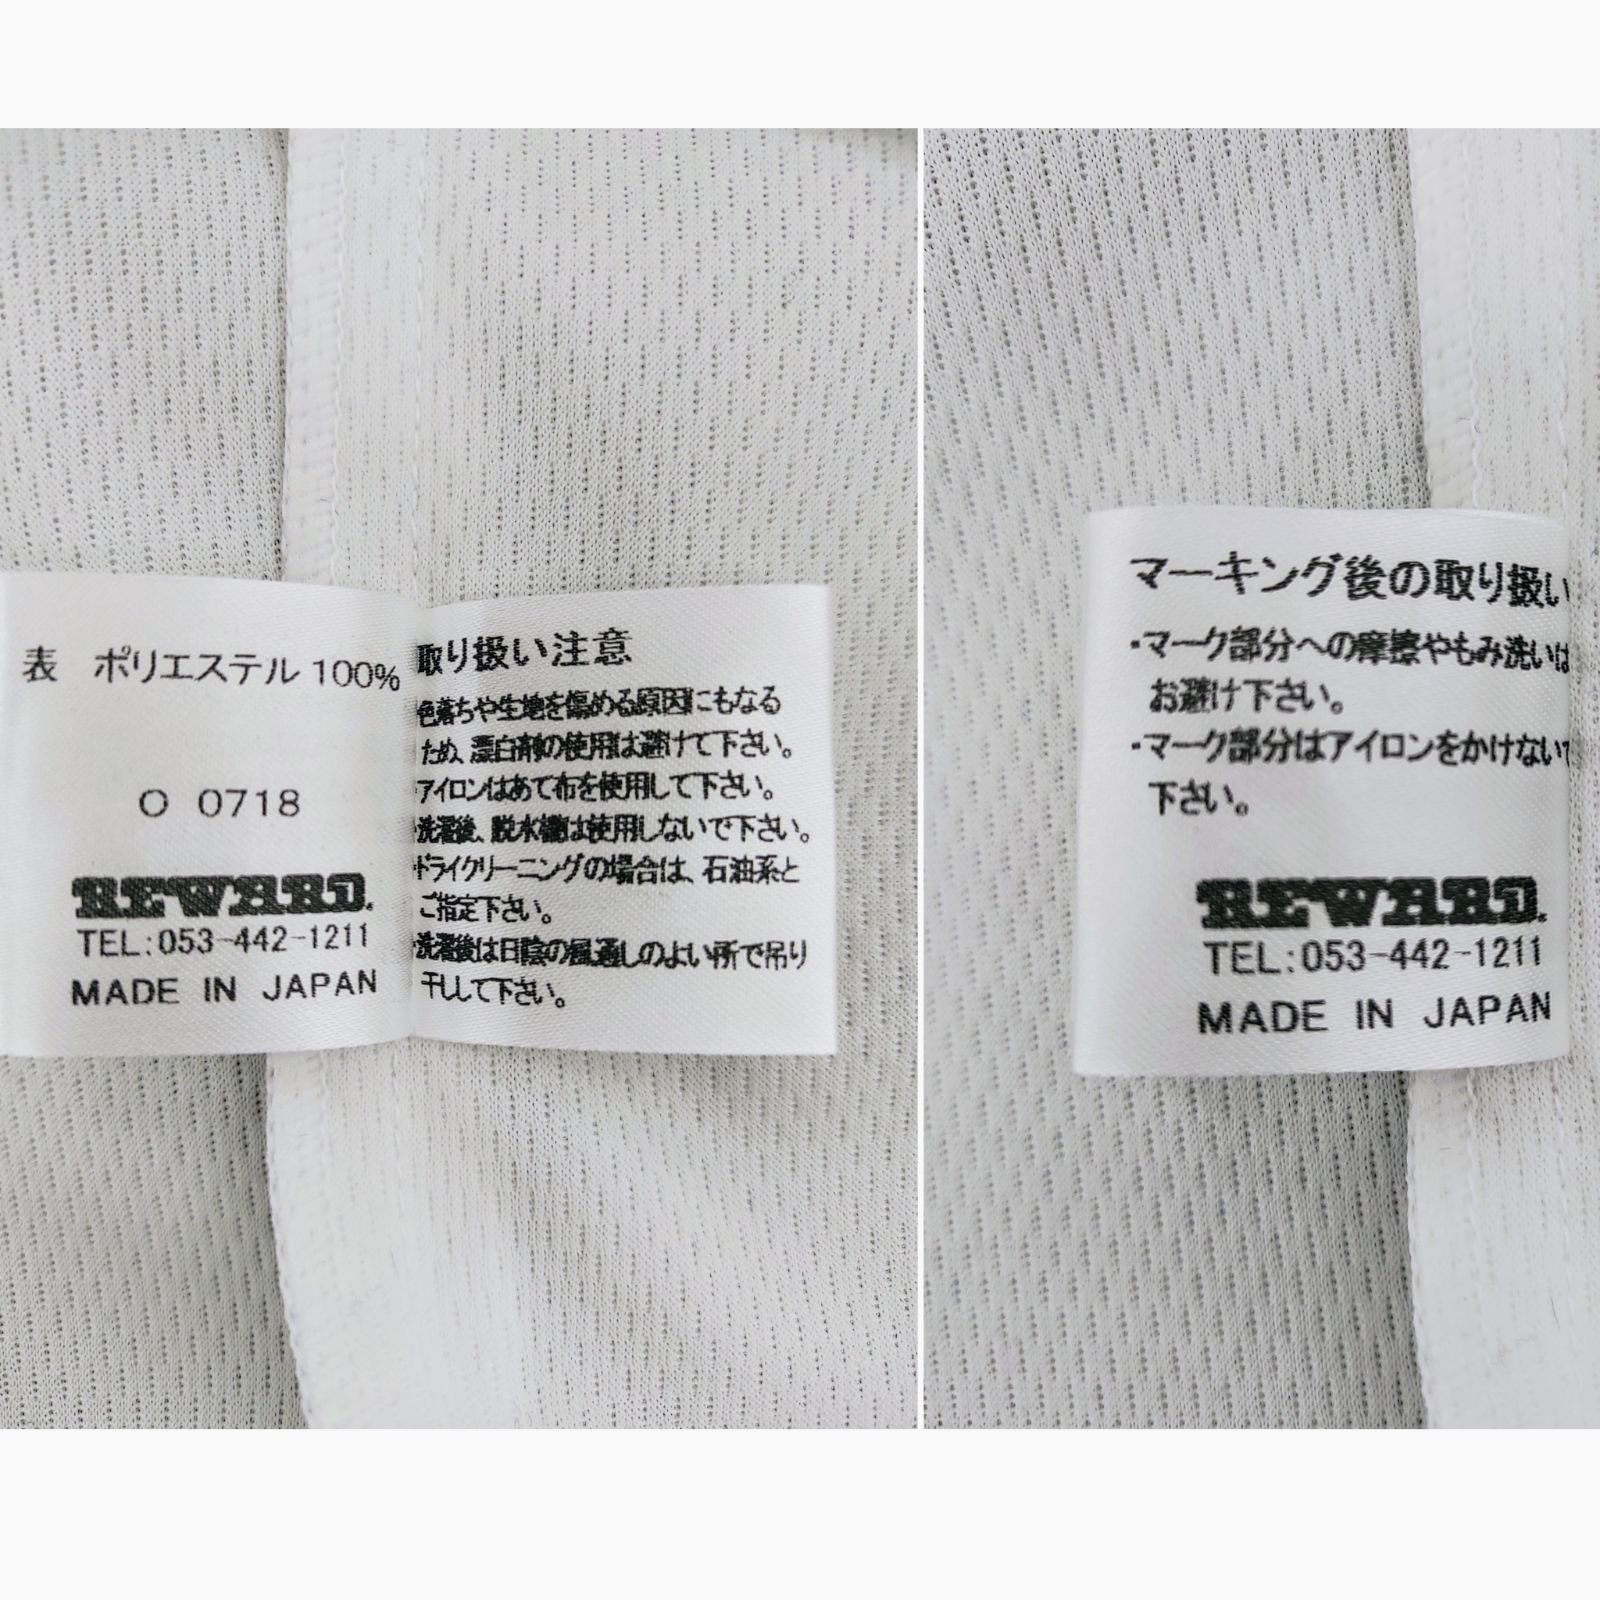 表 ポリエステル100%
O 0718
REWARD.
TEL:053-442-1211
MADE IN JAPAN
取り扱い注意
色落ちや生地を傷める原因にもなる
ため、漂白剤の使用は避けて下さい。
・アイロンはあて布を使用して下さい。
・洗濯後、脱水機は使用しないで下さい。
・ドライクリーニングの場合は、石油系と
ご指定下さい。
・洗濯後は日陰の風通しのよい所で吊り
干しして下さい。
マーキング後の取り扱い
・マーク部分への摩擦やもみ洗いは
お避け下さい。
・マーク部分はアイロンをかけないで
下さい。
REWARD.
TEL:053-442-1211
MADE IN JAPAN